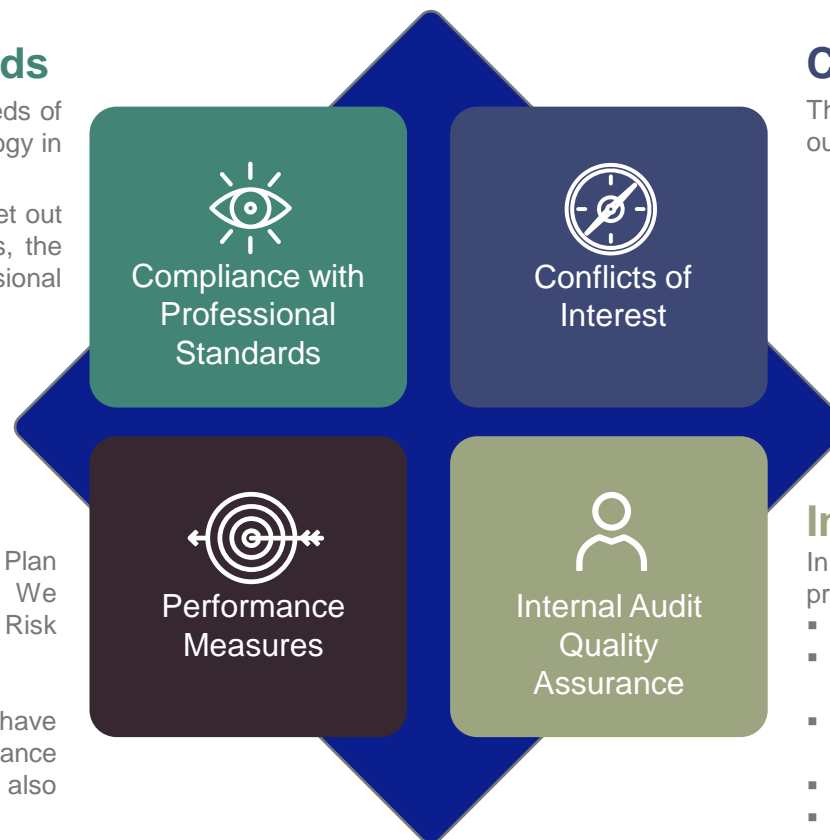 ds
eds of
ogy in
et out
s, the
sional
Compliance with
Professional
Standards
C
Th
ou
Conflicts of
Interest
Plan
We
Risk
have
ance
also
Performance
Measures
Internal Audit
Quality
Assurance
In
In
pr